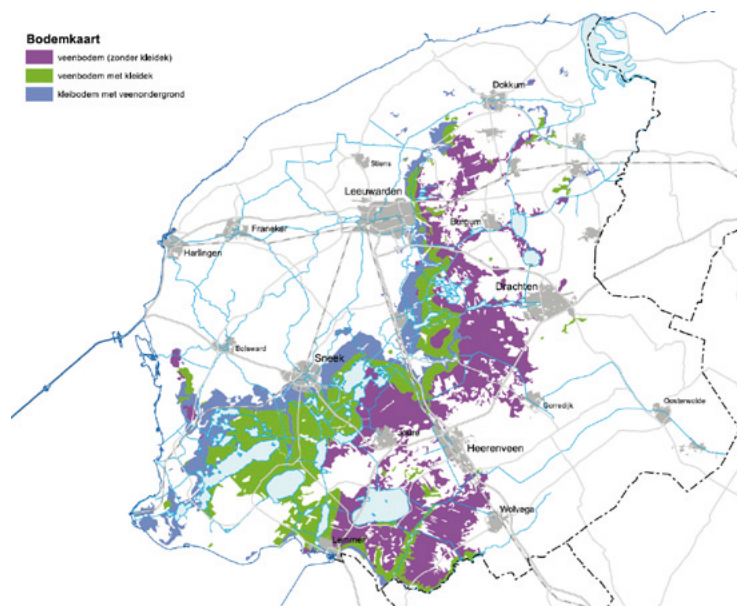 Bodemkaart
veenbodem (zonder kleidek)
veenbodem met kleidek
kleibodem met veenondergrond
Dokkum
Stiens
Leeuwarden
Burgum
Franeker
Harlingen
Drachten
Bolsward
Sneek
Gorredijk
Oosterwolde
Joure
Heerenveen
Wolvega
Lemmer